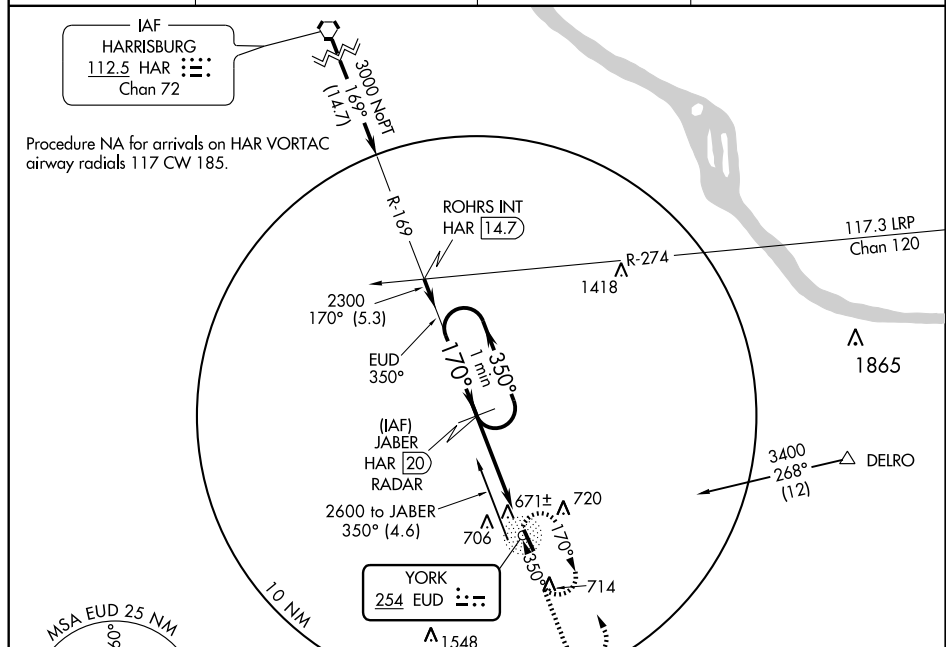 IAF
HARRISBURG
112.5 HAR
Chan 72
3000 NoPT
169°
(14.7)
Procedure NA for arrivals on HAR VORTAC
airway radials 117 CW 185.
R-169
ROHRS INT
HAR 14.7
117.3 LRP
Chan 120
R-274
1418
2300
170° (5.3)
1865
EUD
350°
170°
1 min
350°
(IAF)
JABER
HAR 20
RADAR
3400
268°
(12)
DELRO
2600 to JABER
350° (4.6)
671±
720
706
170°
350°
714
YORK
254 EUD
10 NM
MSA EUD 25 NM
1548